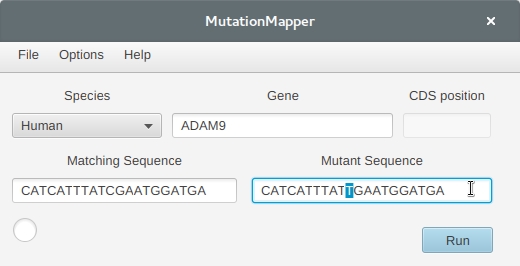 MutationMapper ×
File Options Help
Species Gene CDS position
Human ADAM9
Matching Sequence Mutant Sequence
CATCATTTATCGAATGGATGA CATCATTTATTGAATGGATGA
Run